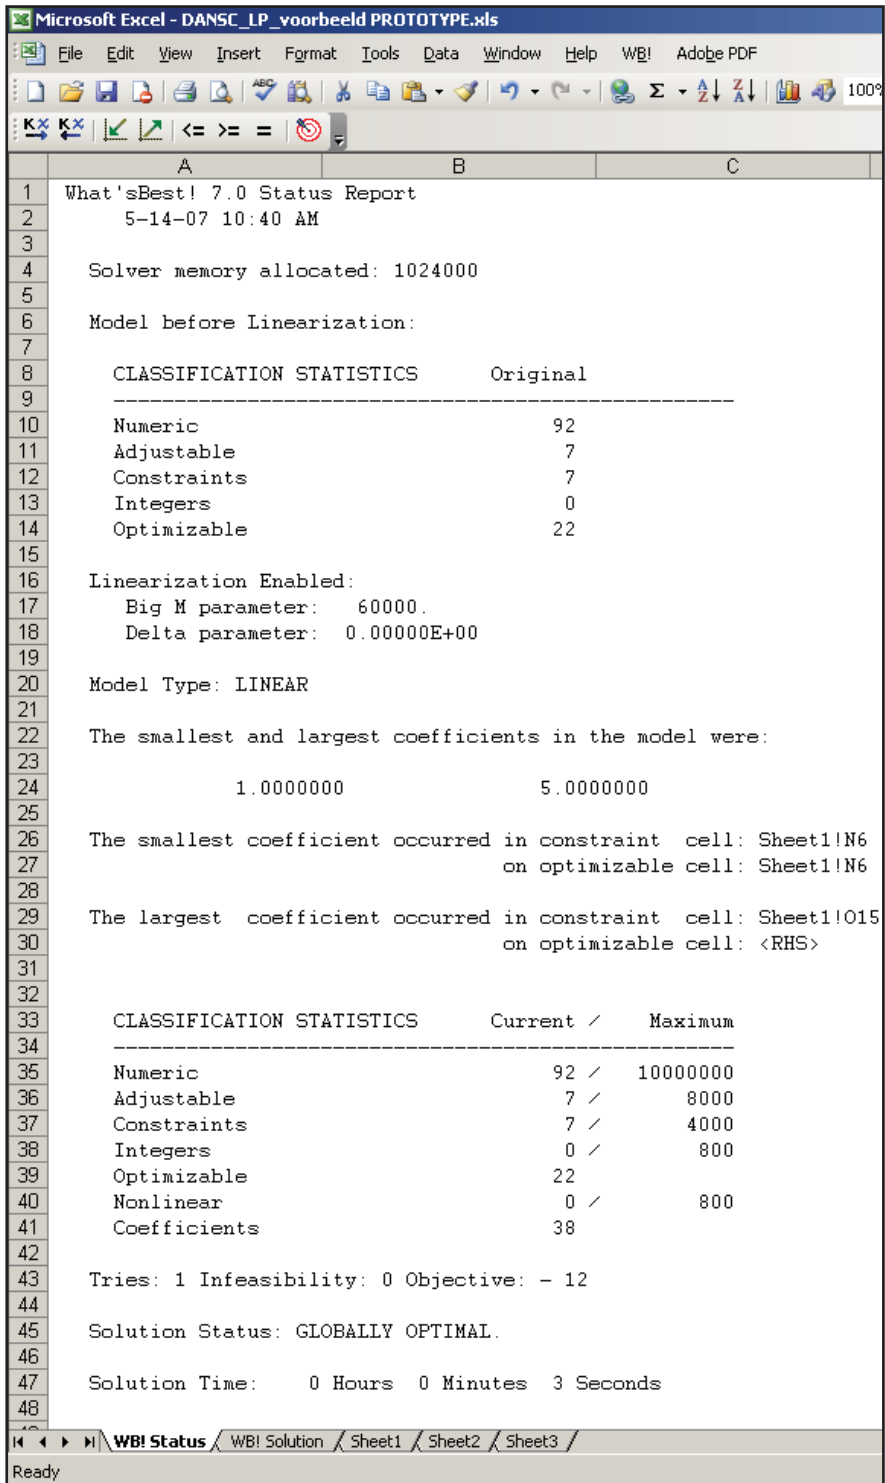 Microsoft Excel - DANSC_LP_voorbeeld PROTOTYPE.xls
File Edit View Insert Format Tools Data Window Help WB! Adobe PDF
100%
<= >= =
A B C
1 What'sBest! 7.0 Status Report
2 5-14-07 10:40 AM
3
4 Solver memory allocated: 1024000
5
6 Model before Linearization:
7
8 CLASSIFICATION STATISTICS Original
9 --------------------------------------------------
10 Numeric 92
11 Adjustable 7
12 Constraints 7
13 Integers 0
14 Optimizable 22
15
16 Linearization Enabled:
17 Big M parameter: 60000.
18 Delta parameter: 0.00000E+00
19
20 Model Type: LINEAR
21
22 The smallest and largest coefficients in the model were:
23
24 1.0000000 5.0000000
25
26 The smallest coefficient occurred in constraint cell: Sheet1!N6
27 on optimizable cell: Sheet1!N6
28
29 The largest coefficient occurred in constraint cell: Sheet1!O15
30 on optimizable cell: <RHS>
31
32
33 CLASSIFICATION STATISTICS Current / Maximum
34 --------------------------------------------------
35 Numeric 92 / 10000000
36 Adjustable 7 / 8000
37 Constraints 7 / 4000
38 Integers 0 / 800
39 Optimizable 22
40 Nonlinear 0 / 800
41 Coefficients 38
42
43 Tries: 1 Infeasibility: 0 Objective: - 12
44
45 Solution Status: GLOBALLY OPTIMAL.
46
47 Solution Time: 0 Hours 0 Minutes 3 Seconds
48
WB! Status / WB! Solution / Sheet1 / Sheet2 / Sheet3 /
Ready